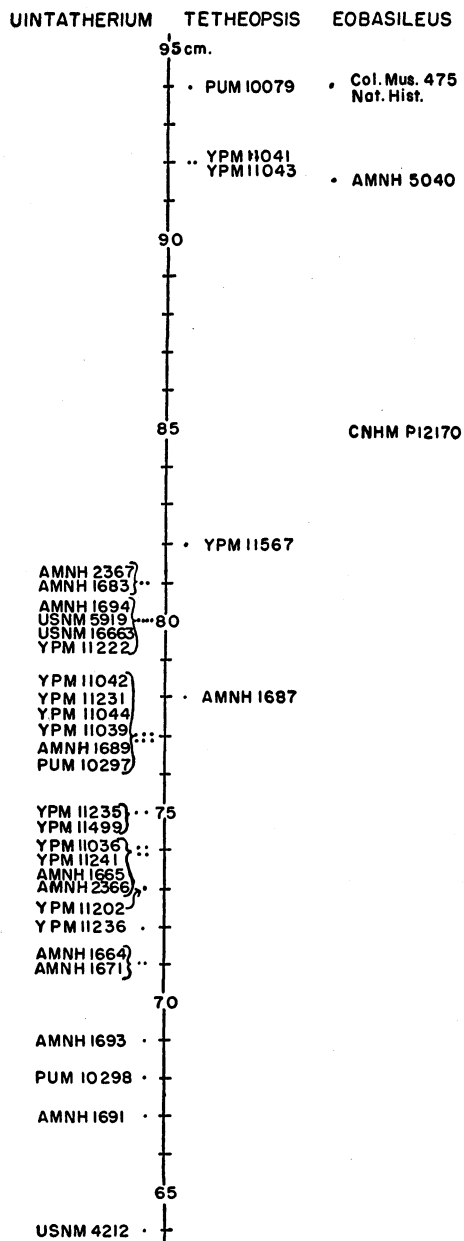 UINTATHERIUM TETHEOPSIS EOBASILEUS
95cm.
PUM 10079 Col. Mus. 475
Nat. Hist.
YPM 11041
YPM 11043
AMNH 5040
90
85 CNHM P12170
YPM 11567
AMNH 2367
AMNH 1683
AMNH 1694
USNM 5919 80
USNM 16663
YPM 11222
YPM 11042
YPM 11231 AMNH 1687
YPM 11044
YPM 11039
AMNH 1689
PUM 10297
YPM 11235 75
YPM 11499
YPM 11036
YPM 11241
AMNH 1665
AMNH 2366
YPM 11202
YPM 11236
AMNH 1664
AMNH 1671
70
AMNH 1693
PUM 10298
AMNH 1691
65
USNM 4212